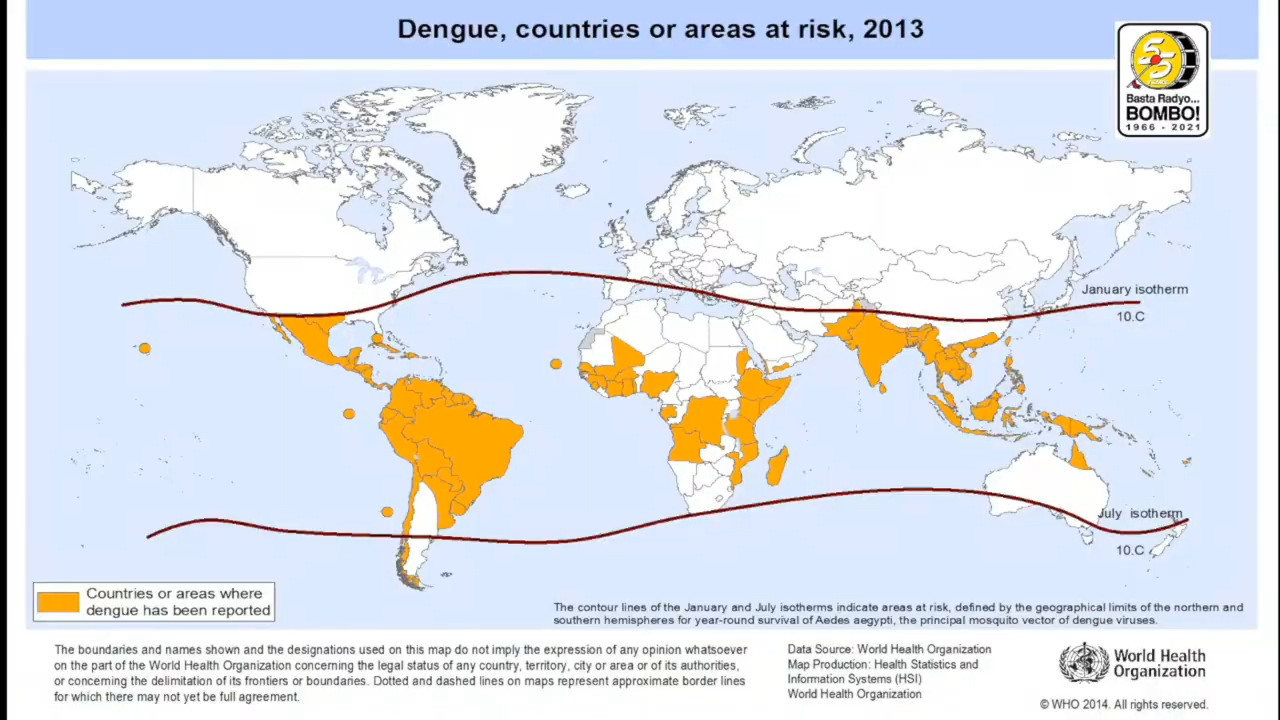 Dengue, countries or areas at risk, 2013
55
Basta Radyo...
BOMBO!
1966 - 2021
January isotherm
10.C
July isotherm
10.C
Countries or areas where
dengue has been reported
The contour lines of the January and July isotherms indicate areas at risk, defined by the geographical limits of the northern and
southern hemispheres for year-round survival of Aedes aegypti, the principal mosquito vector of dengue viruses.
The boundaries and names shown and the designations used on this map do not imply the expression of any opinion whatsoever
on the part of the World Health Organization concerning the legal status of any country, territory, city or area or of its authorities,
or concerning the delimitation of its frontiers or boundaries. Dotted and dashed lines on maps represent approximate border lines
for which there may not yet be full agreement.
Data Source: World Health Organization
Map Production: Health Statistics and
Information Systems (HSI)
World Health Organization
World Health
Organization
© WHO 2014. All rights reserved.